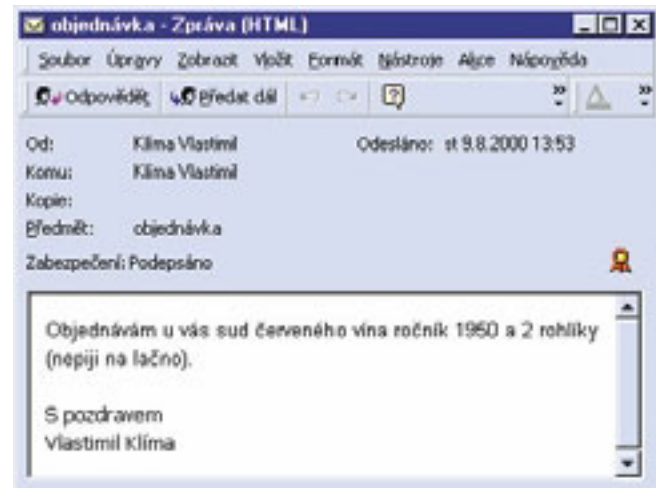 objednávka - Zpráva (HTML)
Soubor Úpravy Zobrazit Vložit Formát Nástroje Akce Nápověda
Odpovědět Předat dál
Od: Klíma Vlastimil Odesláno: st 9.8.2000 13:53
Komu: Klíma Vlastimil
Kopie:
Předmět: objednávka
Zabezpečení: Podepsáno
Objednávám u vás sud červeného vína ročník 1950 a 2 rohlíky
(nepiji na lačno).
S pozdravem
Vlastimil Klíma